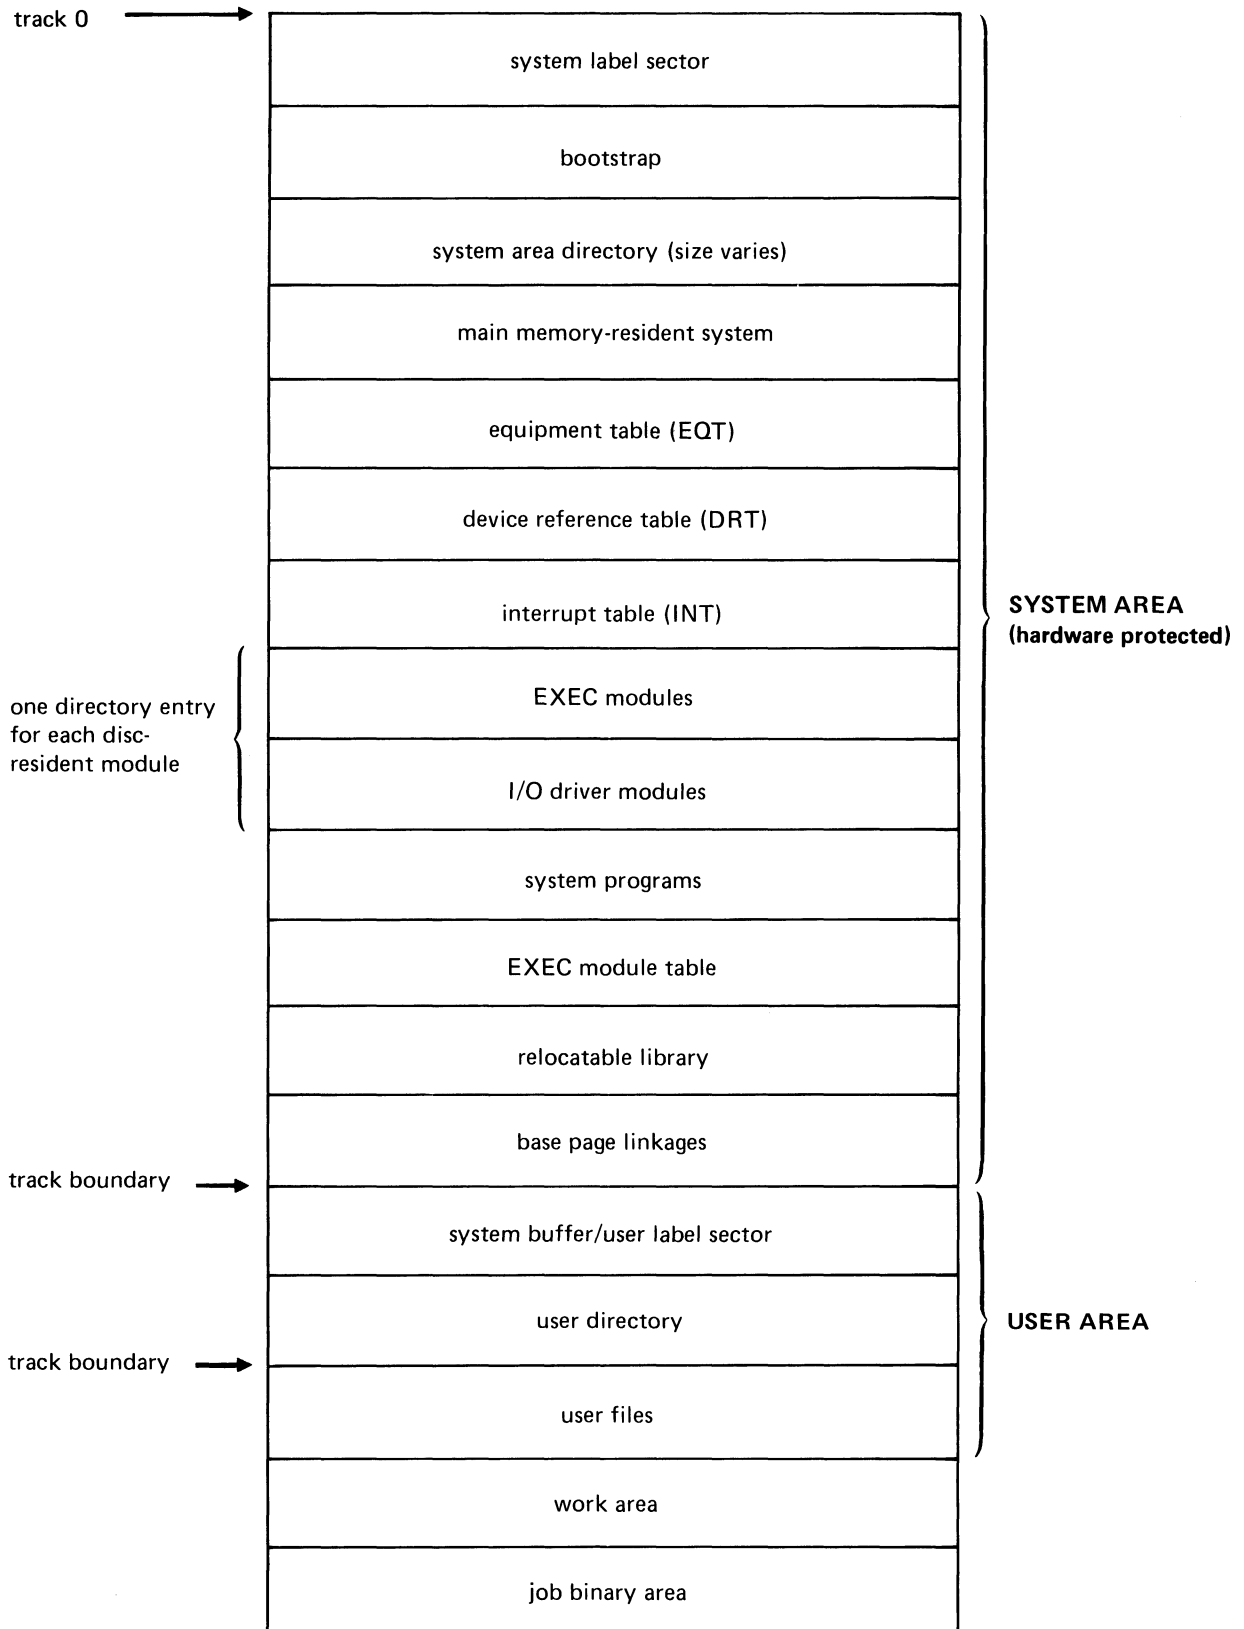 track 0
system label sector
bootstrap
system area directory (size varies)
main memory-resident system
equipment table (EQT)
device reference table (DRT)
interrupt table (INT)
SYSTEM AREA
(hardware protected)
one directory entry
for each disc-
resident module
EXEC modules
I/O driver modules
system programs
EXEC module table
relocatable library
base page linkages
track boundary
system buffer/user label sector
user directory
USER AREA
track boundary
user files
work area
job binary area